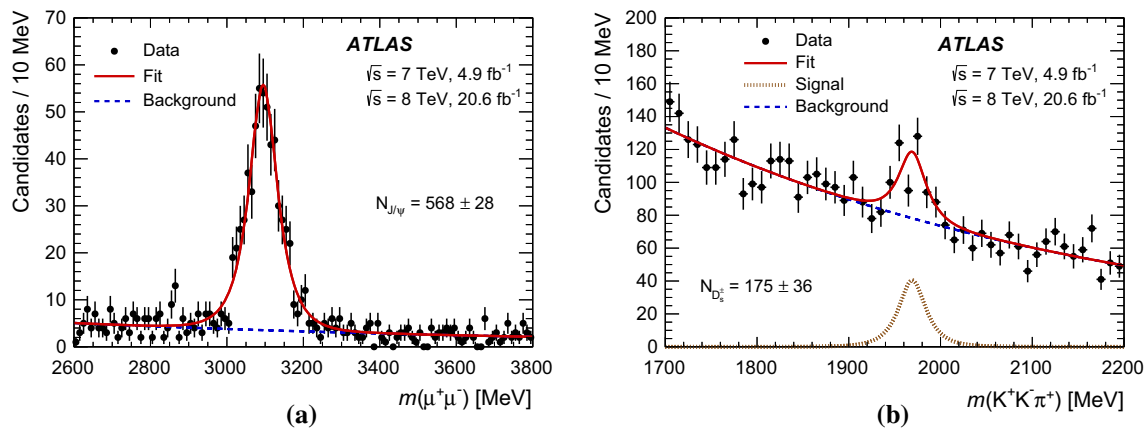 Candidates / 10 MeV
70
60
50
40
30
20
10
0
Data
Fit
Background
ATLAS
√s = 7 TeV, 4.9 fb⁻¹
√s = 8 TeV, 20.6 fb⁻¹
N_J/ψ = 568 ± 28
2600 2800 3000 3200 3400 3600 3800
m(μ⁺μ⁻) [MeV]
(a)
Candidates / 10 MeV
200
180
160
140
120
100
80
60
40
20
0
Data
Fit
Signal
Background
ATLAS
√s = 7 TeV, 4.9 fb⁻¹
√s = 8 TeV, 20.6 fb⁻¹
N_D_s^± = 175 ± 36
1700 1800 1900 2000 2100 2200
m(K⁺K⁻π⁺) [MeV]
(b)